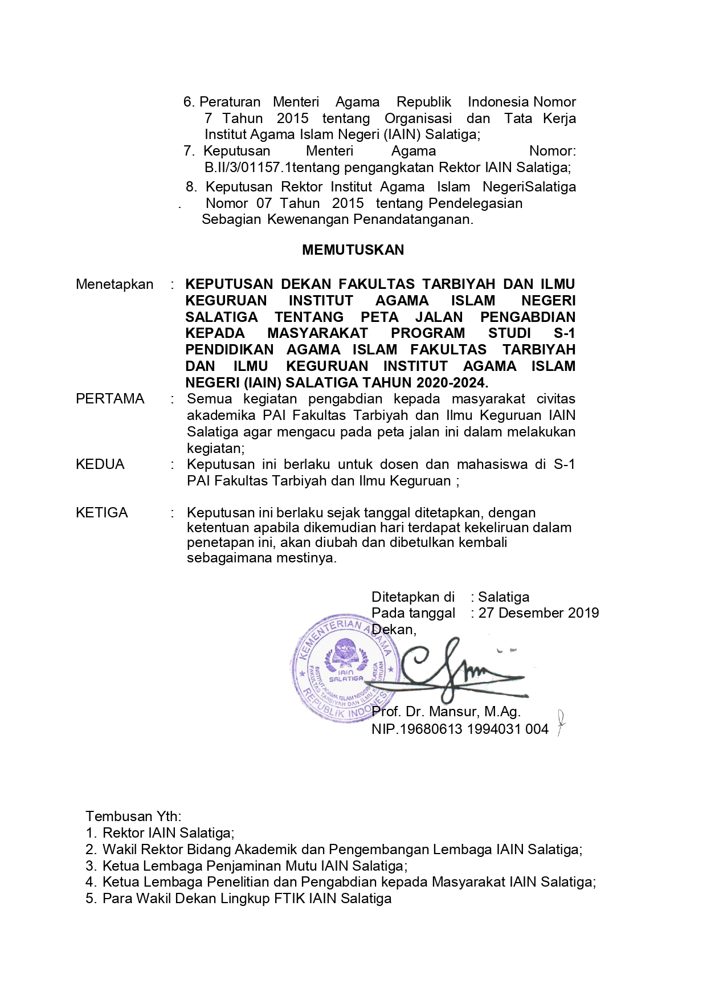 6. Peraturan Menteri Agama Republik Indonesia Nomor
7 Tahun 2015 tentang Organisasi dan Tata Kerja
Institut Agama Islam Negeri (IAIN) Salatiga;
7. Keputusan Menteri Agama Nomor:
B.II/3/01157.1tentang pengangkatan Rektor IAIN Salatiga;
8. Keputusan Rektor Institut Agama Islam NegeriSalatiga
. Nomor 07 Tahun 2015 tentang Pendelegasian
Sebagian Kewenangan Penandatanganan.
MEMUTUSKAN
Menetapkan : KEPUTUSAN DEKAN FAKULTAS TARBIYAH DAN ILMU
KEGURUAN INSTITUT AGAMA ISLAM NEGERI
SALATIGA TENTANG PETA JALAN PENGABDIAN
KEPADA MASYARAKAT PROGRAM STUDI S-1
PENDIDIKAN AGAMA ISLAM FAKULTAS TARBIYAH
DAN ILMU KEGURUAN INSTITUT AGAMA ISLAM
NEGERI (IAIN) SALATIGA TAHUN 2020-2024.
PERTAMA : Semua kegiatan pengabdian kepada masyarakat civitas
akademika PAI Fakultas Tarbiyah dan Ilmu Keguruan IAIN
Salatiga agar mengacu pada peta jalan ini dalam melakukan
kegiatan;
KEDUA : Keputusan ini berlaku untuk dosen dan mahasiswa di S-1
PAI Fakultas Tarbiyah dan Ilmu Keguruan ;
KETIGA : Keputusan ini berlaku sejak tanggal ditetapkan, dengan
ketentuan apabila dikemudian hari terdapat kekeliruan dalam
penetapan ini, akan diubah dan dibetulkan kembali
sebagaimana mestinya.
Ditetapkan di : Salatiga
Pada tanggal : 27 Desember 2019
Dekan,
KEMENTERIAN AGAMA
IAIN
SALATIGA
INSTITUT AGAMA ISLAM NEGERI SALATIGA
FAKULTAS TARBIYAH DAN ILMU KEGURUAN
REPUBLIK INDONESIA
Prof. Dr. Mansur, M.Ag.
NIP.19680613 1994031 004
Tembusan Yth:
1. Rektor IAIN Salatiga;
2. Wakil Rektor Bidang Akademik dan Pengembangan Lembaga IAIN Salatiga;
3. Ketua Lembaga Penjaminan Mutu IAIN Salatiga;
4. Ketua Lembaga Penelitian dan Pengabdian kepada Masyarakat IAIN Salatiga;
5. Para Wakil Dekan Lingkup FTIK IAIN Salatiga